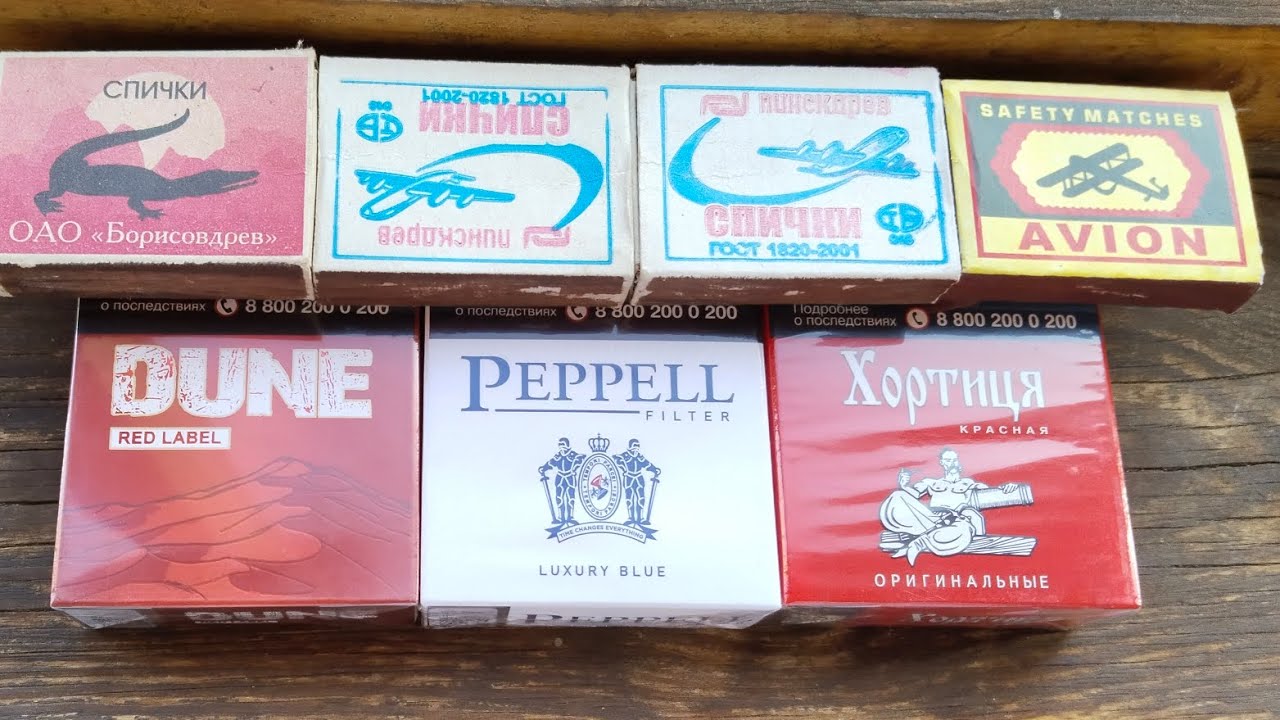 СПИЧКИ
ОАО «Борисовдрев»
ГОСТ 1820-2001
спички
пинскдрев
пинскдрев
спички
ГОСТ 1820-2001
SAFETY MATCHES
AVION
о последствиях 8 800 200 0 200
DUNE
RED LABEL
DUNE
о последствиях 8 800 200 0 200
PEPPELL
FILTER
TIME CHANGES EVERYTHING
LUXURY BLUE
PEPPELL
Подробнее
о последствиях 8 800 200 0 200
Хортиця
КРАСНАЯ
ОРИГИНАЛЬНЫЕ